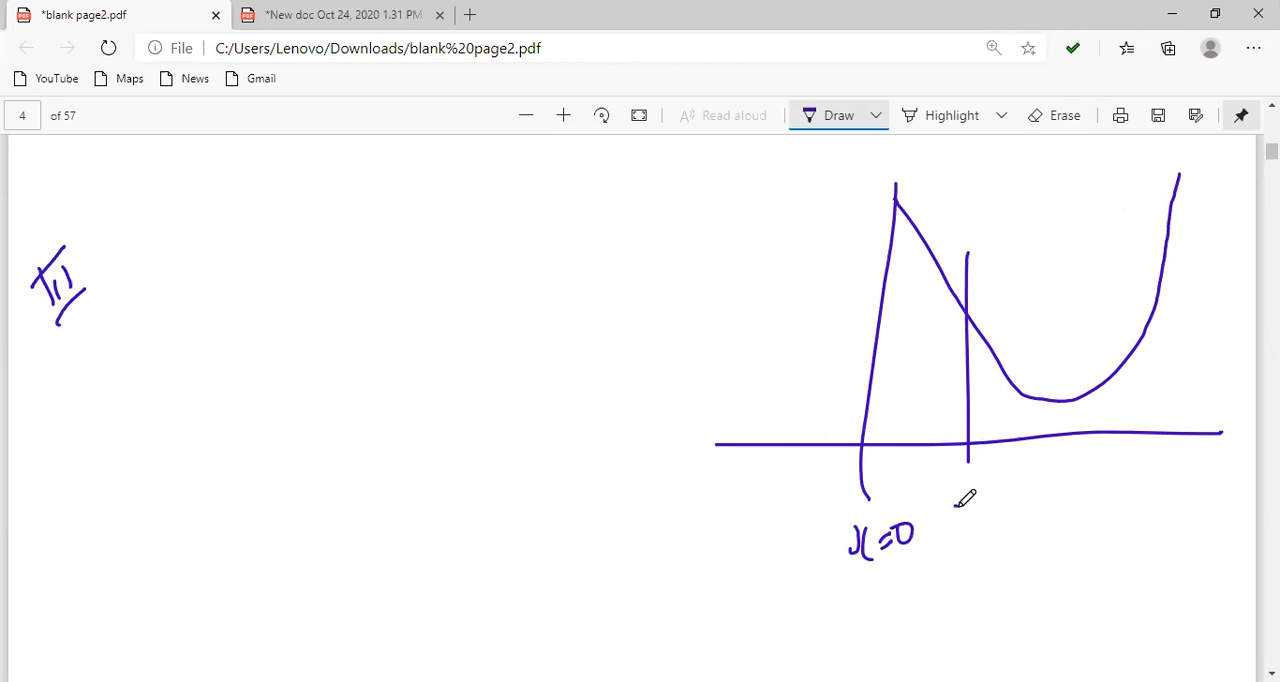 *blank page2.pdf
*New doc Oct 24, 2020 1.31 PM
File C:/Users/Lenovo/Downloads/blank%20page2.pdf
YouTube Maps News Gmail
4 of 57 Read aloud Draw Highlight Erase
x=0